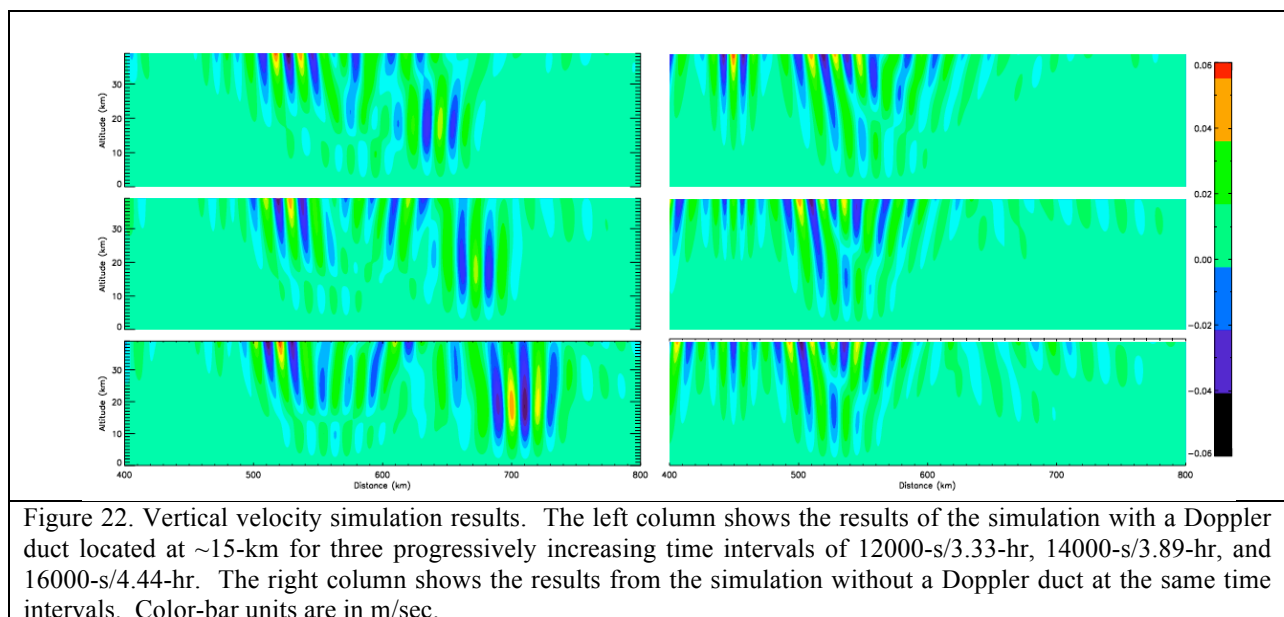 30
20
10
0
Altitude (km)
30
20
10
0
Altitude (km)
30
20
10
0
Altitude (km)
400 500 600 700 800
Distance (km)
400 500 600 700 800
Distance (km)
0.06
0.04
0.02
0.00
−0.02
−0.04
−0.06
Figure 22. Vertical velocity simulation results. The left column shows the results of the simulation with a Doppler
duct located at ~15-km for three progressively increasing time intervals of 12000-s/3.33-hr, 14000-s/3.89-hr, and
16000-s/4.44-hr. The right column shows the results from the simulation without a Doppler duct at the same time
intervals. Color-bar units are in m/sec.